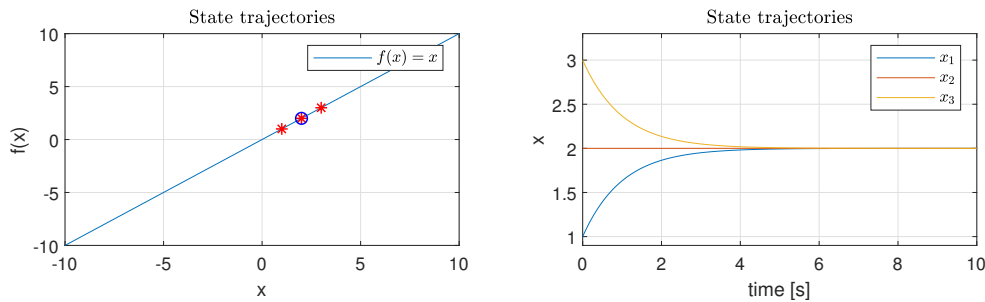 State trajectories
f(x) = x
10
5
0
-5
-10
f(x)
-10
-5
0
5
10
x
State trajectories
x₁
x₂
x₃
3
2.5
2
1.5
1
x
0
2
4
6
8
10
time [s]